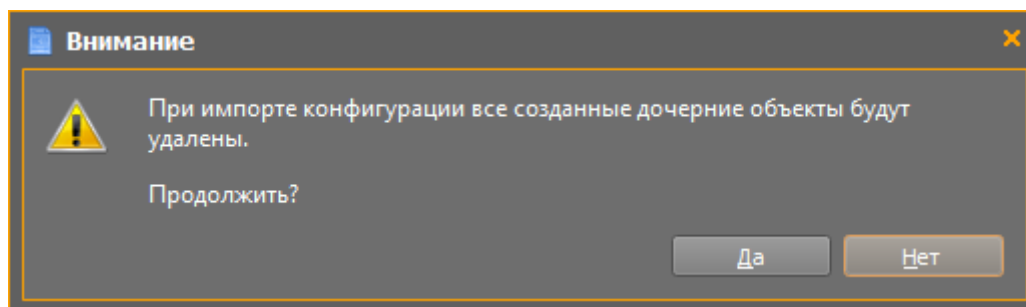 Внимание
При импорте конфигурации все созданные дочерние объекты будут
удалены.
Продолжить?
Да
Нет